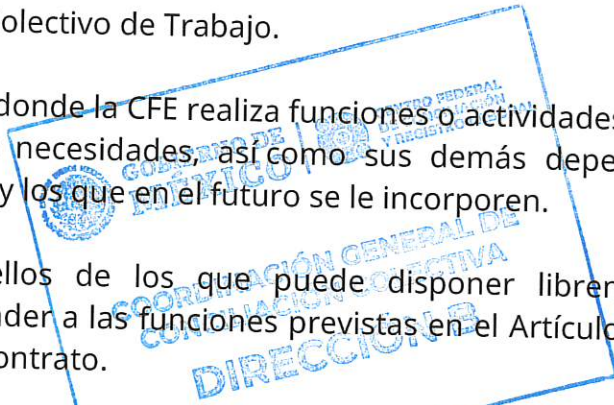 olectivo de Trabajo.
donde la CFE realiza funciones o actividades
necesidades, así como sus demás depe
y los que en el futuro se le incorporen.
ellos de los que puede disponer librem
nder a las funciones previstas en el Artículo
ontrato.
GOBIERNO DE
MÉXICO
CENTRO FEDERAL
DE CONCILIACIÓN
Y REGISTRO LABORAL
COORDINACIÓN GENERAL DE
CONCILIACIÓN COLECTIVA
DIRECCIÓN B